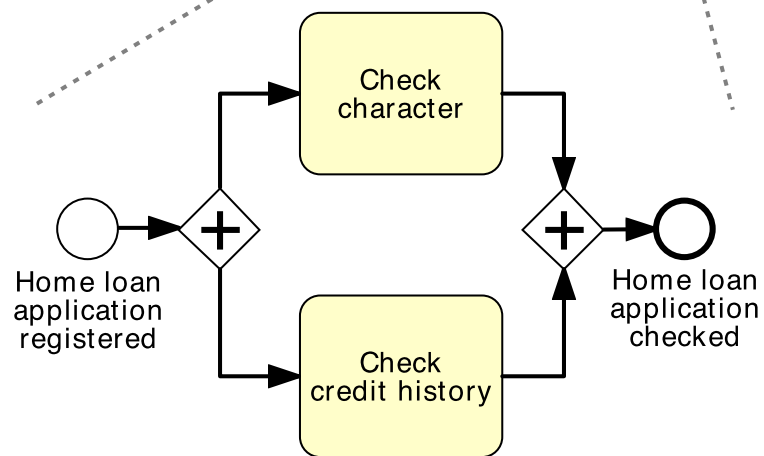 Check
character
Home loan
application
registered
Home loan
application
checked
Check
credit history